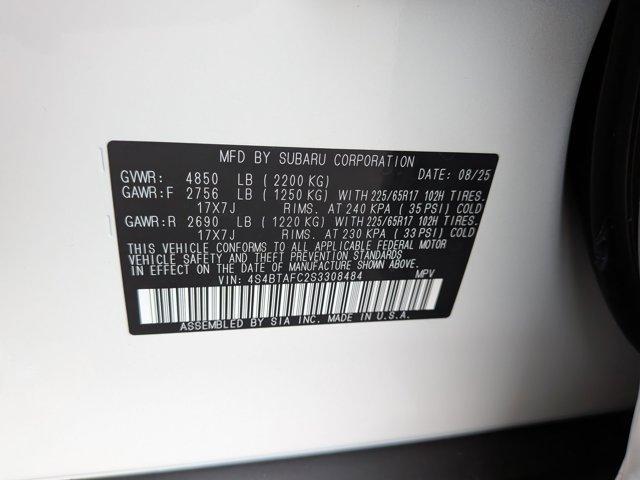 MFD BY SUBARU CORPORATION DATE: 08/25
GVWR: 4850 LB (2200 KG)
GAWR:F 2756 LB (1250 KG) WITH 225/65R17 102H TIRES.
17X7J RIMS. AT 240 KPA (35 PSI) COLD
GAWR:R 2690 LB (1220 KG) WITH 225/65R17 102H TIRES.
17X7J RIMS. AT 230 KPA (33 PSI) COLD
THIS VEHICLE CONFORMS TO ALL APPLICABLE FEDERAL MOTOR
VEHICLE SAFETY AND THEFT PREVENTION STANDARDS
IN EFFECT ON THE DATE OF MANUFACTURE SHOWN ABOVE.
VIN: 4S4BTAFC2S3308484 MPV
ASSEMBLED BY SIA INC. MADE IN U.S.A.